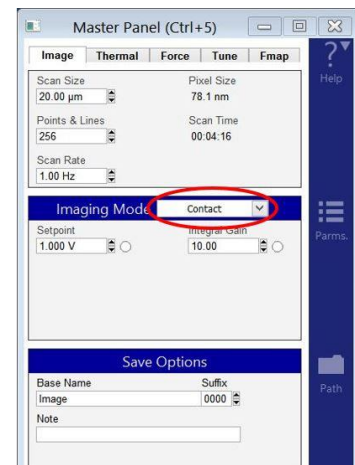 Master Panel (Ctrl+5)
Image Thermal Force Tune Fmap
?
Help
Scan Size Pixel Size
20.00 µm 78.1 nm
Points & Lines Scan Time
256 00:04:16
Scan Rate
1.00 Hz
Imaging Mode Contact
Setpoint Integral Gain
1.000 V 10.00
Parms.
Save Options
Base Name Suffix
Image 0000
Path
Note